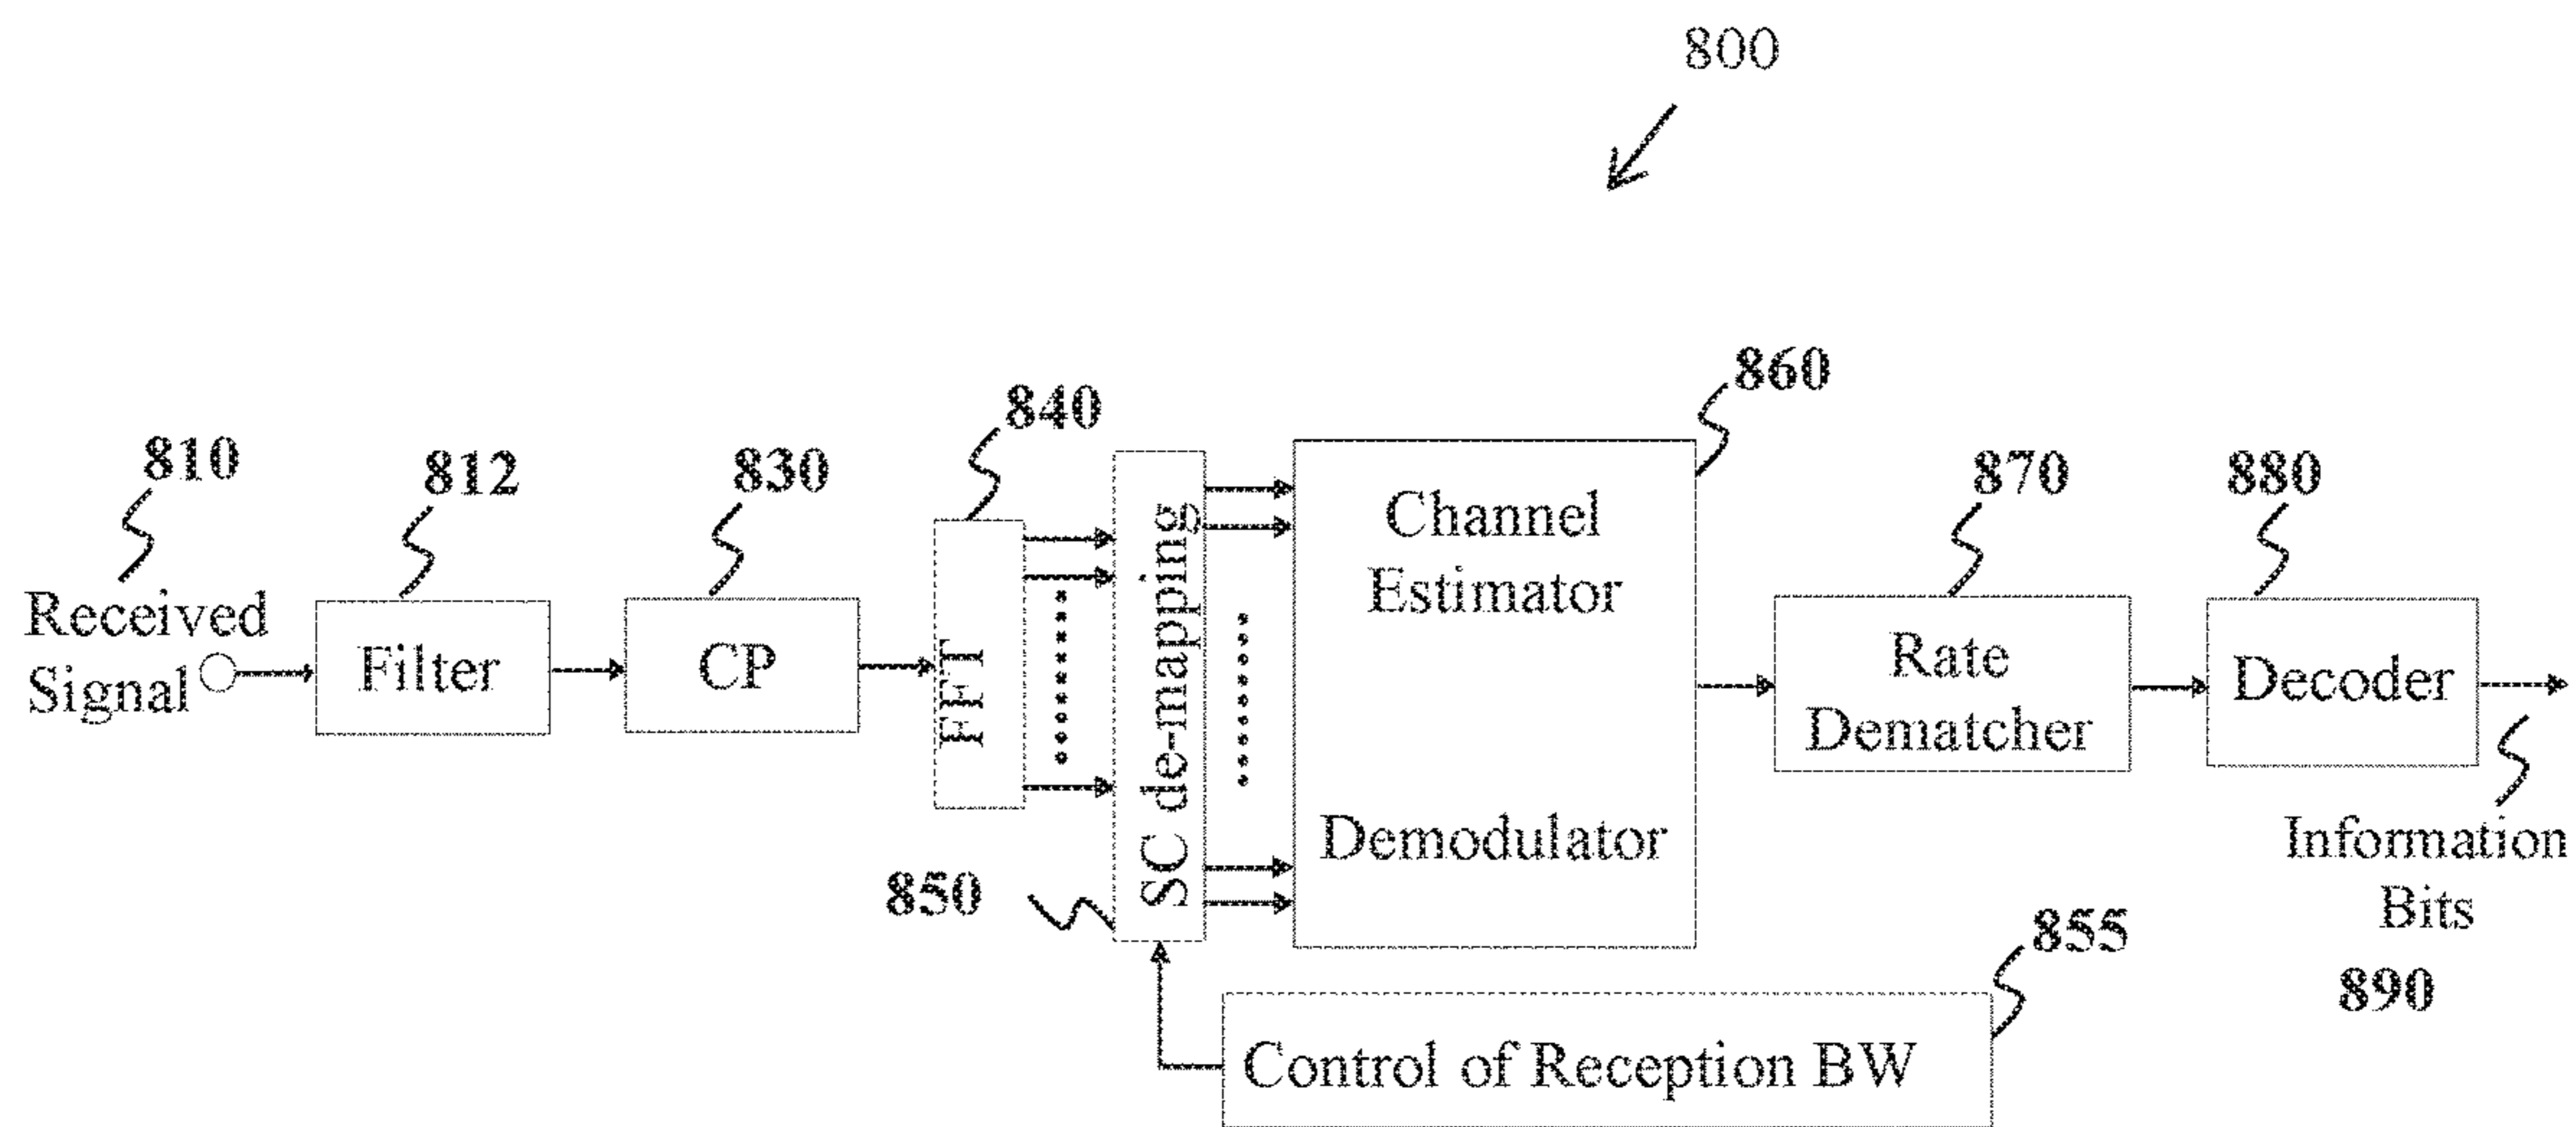 800
860
840
810
812
830
870
880
Received
Signal
Filter
CP
FFT
SC de-mapping
Channel
Estimator
Demodulator
Rate
Dematcher
Decoder
Information
Bits
890
850
855
Control of Reception BW